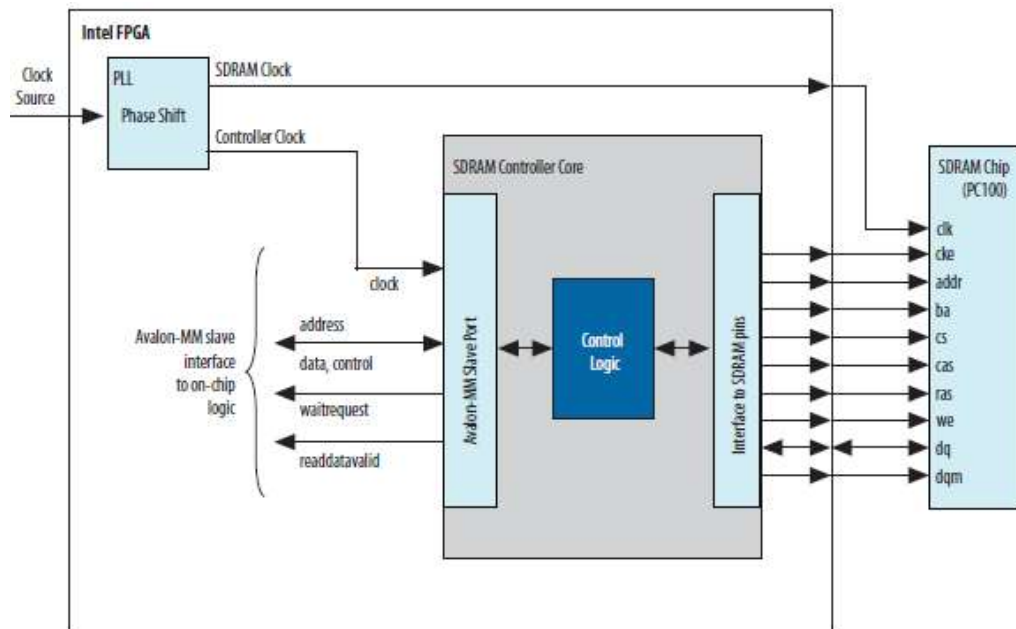 Intel FPGA
Clock
Source
PLL
Phase Shift
SDRAM Clock
Controller Clock
SDRAM Controller Core
SDRAM Chip
(PC100)
clock
Avalon-MM slave
interface
to on-chip
logic
address
data, control
waitrequest
readdatavalid
Avalon-MM Slave Port
Control
Logic
Interface to SDRAM pins
clk
cke
addr
ba
cs
cas
ras
we
dq
dqm